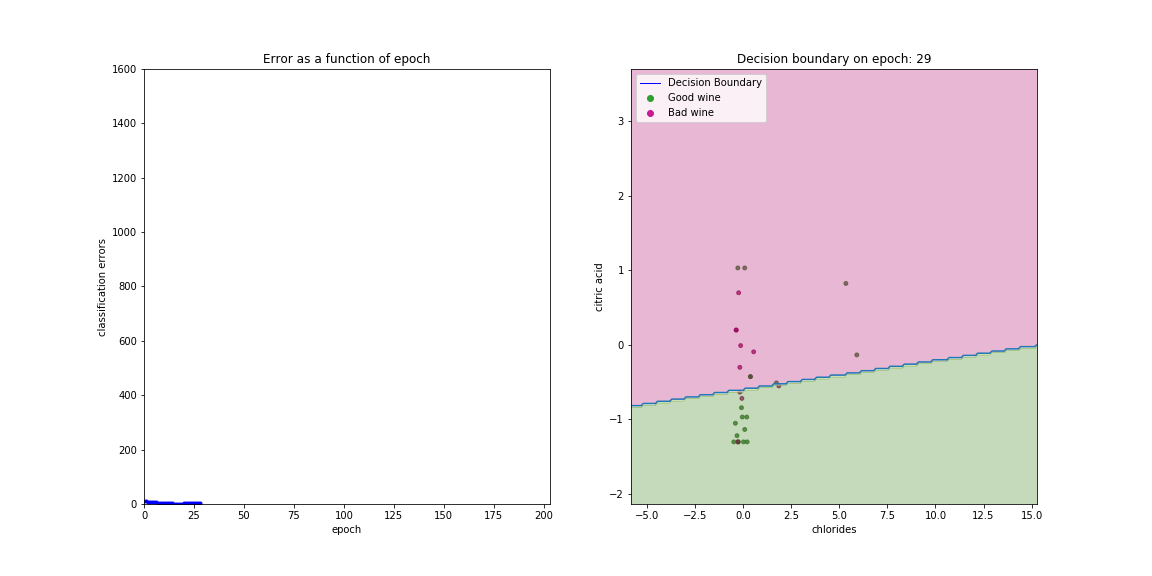 Error as a function of epoch
1600
1400
1200
1000
800
600
400
200
0
classification errors
0 25 50 75 100 125 150 175 200
epoch
Decision boundary on epoch: 29
Decision Boundary
Good wine
Bad wine
3
2
1
0
−1
−2
citric acid
−5.0 −2.5 0.0 2.5 5.0 7.5 10.0 12.5 15.0
chlorides